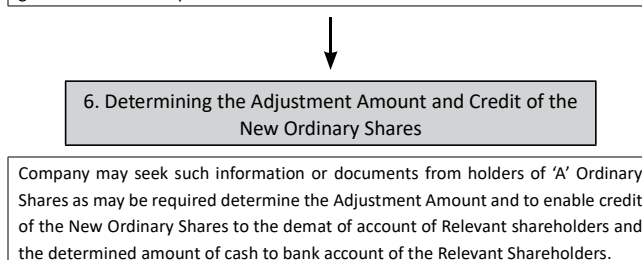 6. Determining the Adjustment Amount and Credit of the
New Ordinary Shares
Company may seek such information or documents from holders of ‘A’ Ordinary
Shares as may be required determine the Adjustment Amount and to enable credit
of the New Ordinary Shares to the demat of account of Relevant shareholders and
the determined amount of cash to bank account of the Relevant Shareholders.